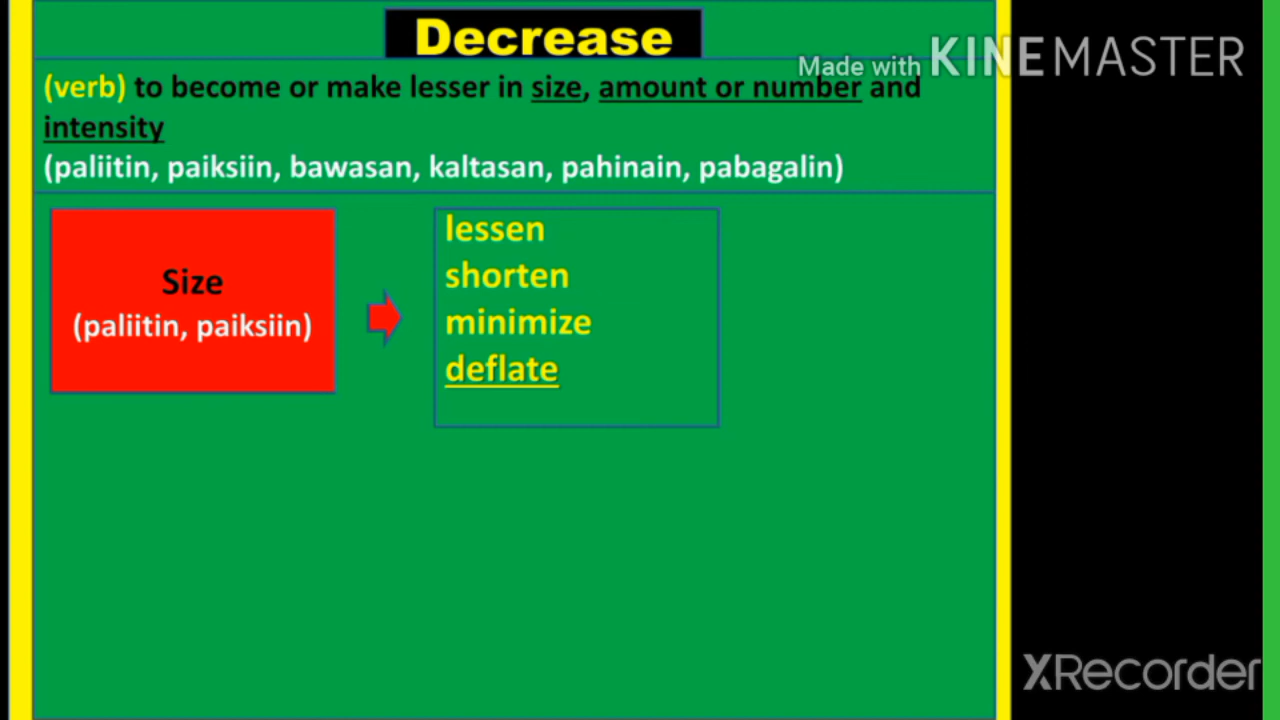 Decrease
Made with KINEMASTER
(verb) to become or make lesser in size, amount or number and
intensity
(paliitin, paiksiin, bawasan, kaltasan, pahinain, pabagalin)
Size
(paliitin, paiksiin)
lessen
shorten
minimize
deflate
XRecorder